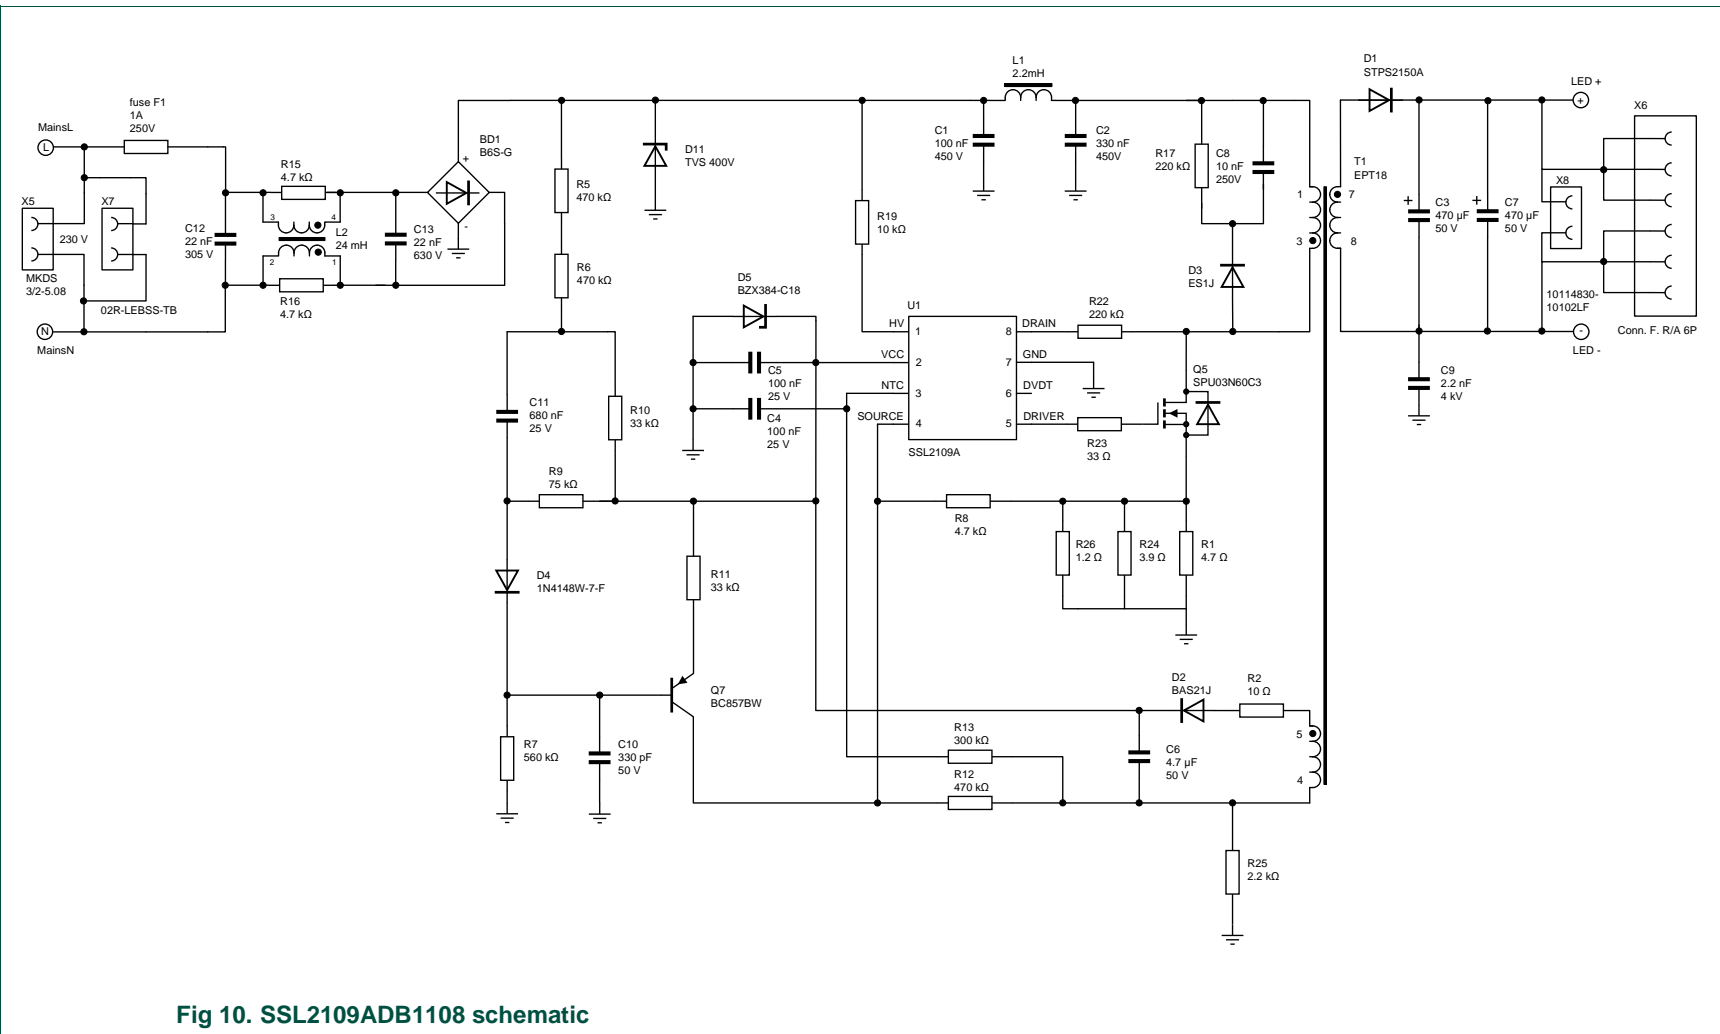 L1
2.2mH
D1
STPS2150A
LED +
+
fuse F1
1A
250V
X6
MainsL
L
BD1
B6S-G
+
-
C1
100 nF
450 V
C2
330 nF
450V
R17
220 kΩ
C8
10 nF
250V
D11
TVS 400V
T1
EPT18
R15
4.7 kΩ
X5
X7
230 V
C12
22 nF
305 V
3
4
L2
24 mH
2
1
C13
22 nF
630 V
R5
470 kΩ
R19
10 kΩ
1
7
3
8
X8
+
C3
470 µF
50 V
+
C7
470 µF
50 V
MKDS
3/2-5.08
02R-LEBSS-TB
R16
4.7 kΩ
R6
470 kΩ
D5
BZX384-C18
D3
ES1J
10114830-
10102LF
Conn. F. R/A 6P
N
MainsN
U1
HV
1
8
DRAIN
R22
220 kΩ
VCC
2
7
GND
NTC
3
6
DVDT
SOURCE
4
5
DRIVER
SSL2109A
R23
33 Ω
Q5
SPU03N60C3
-
LED -
C9
2.2 nF
4 kV
C5
100 nF
25 V
C4
100 nF
25 V
C11
680 nF
25 V
R10
33 kΩ
R9
75 kΩ
R8
4.7 kΩ
R26
1.2 Ω
R24
3.9 Ω
R1
4.7 Ω
D4
1N4148W-7-F
R11
33 kΩ
Q7
BC857BW
D2
BAS21J
R2
10 Ω
R7
560 kΩ
C10
330 pF
50 V
R13
300 kΩ
R12
470 kΩ
C6
4.7 µF
50 V
5
4
R25
2.2 kΩ
Fig 10. SSL2109ADB1108 schematic